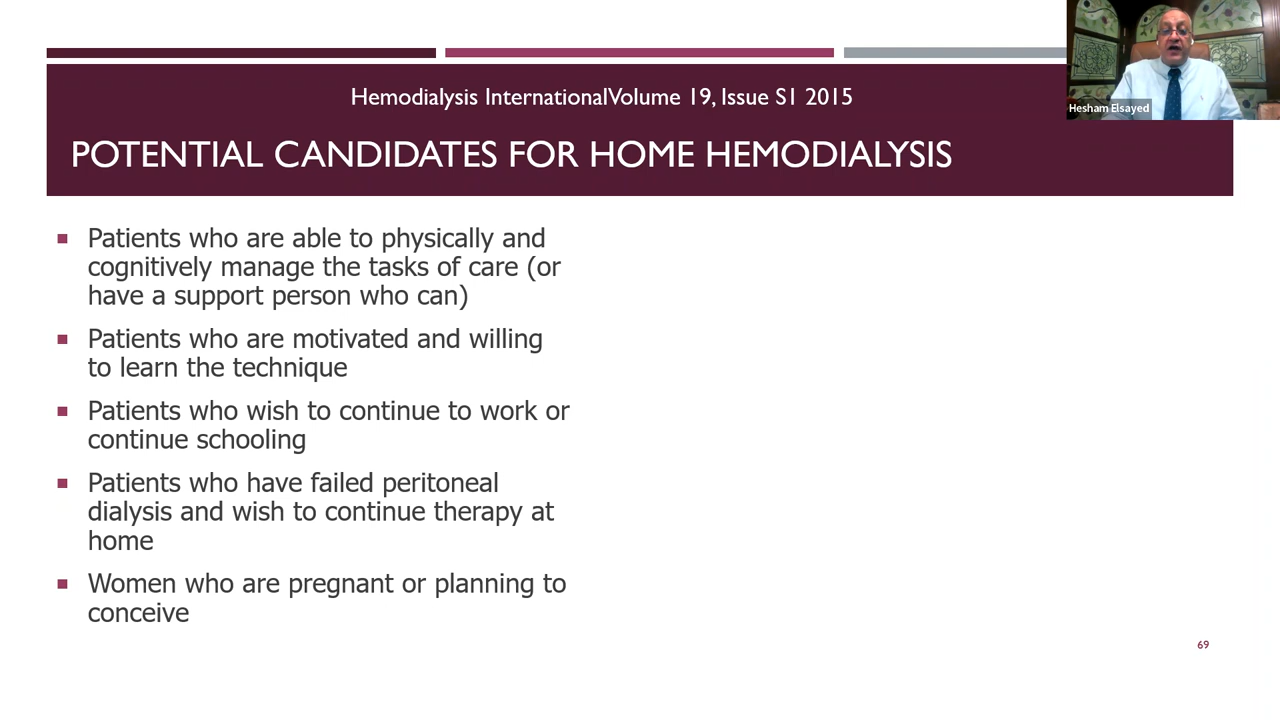 Hemodialysis InternationalVolume 19, Issue S1 2015
Hesham Elsayed
POTENTIAL CANDIDATES FOR HOME HEMODIALYSIS
Patients who are able to physically and
cognitively manage the tasks of care (or
have a support person who can)
Patients who are motivated and willing
to learn the technique
Patients who wish to continue to work or
continue schooling
Patients who have failed peritoneal
dialysis and wish to continue therapy at
home
Women who are pregnant or planning to
conceive
69